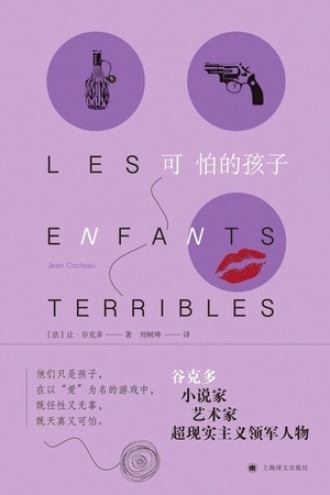 LES 可怕的孩子
ENFANTS
Jean Cocteau
TERRIBLES
[法] 让·谷克多 —— 著 刘树坤 —— 译
他们只是孩子,
在以“爱”为名的游戏中,
既任性又无辜,
既天真又可怕。
谷克多
小说家
艺术家
超现实主义领军人物
上海译文出版社